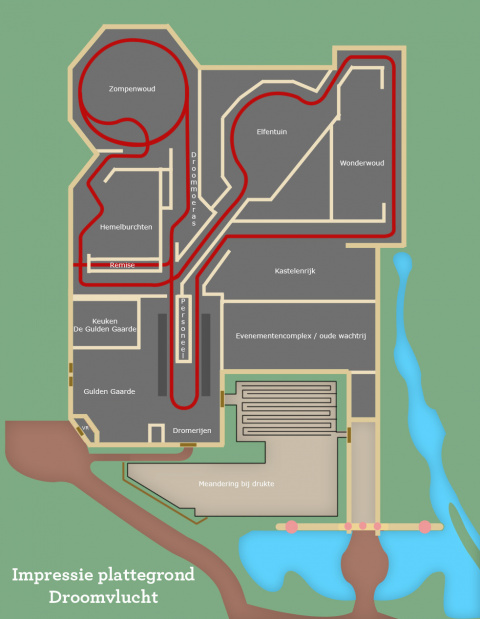 Zompenwoud
Elfentuin
Wonderwoud
Droommoeras
Hemelburchten
Remise
Kastelenrijk
Personeel
Keuken
De Gulden Gaarde
Evenementencomplex / oude wachtrij
Gulden Gaarde
VR
Dromerijen
Meandering bij drukte
Impressie plattegrond
Droomvlucht